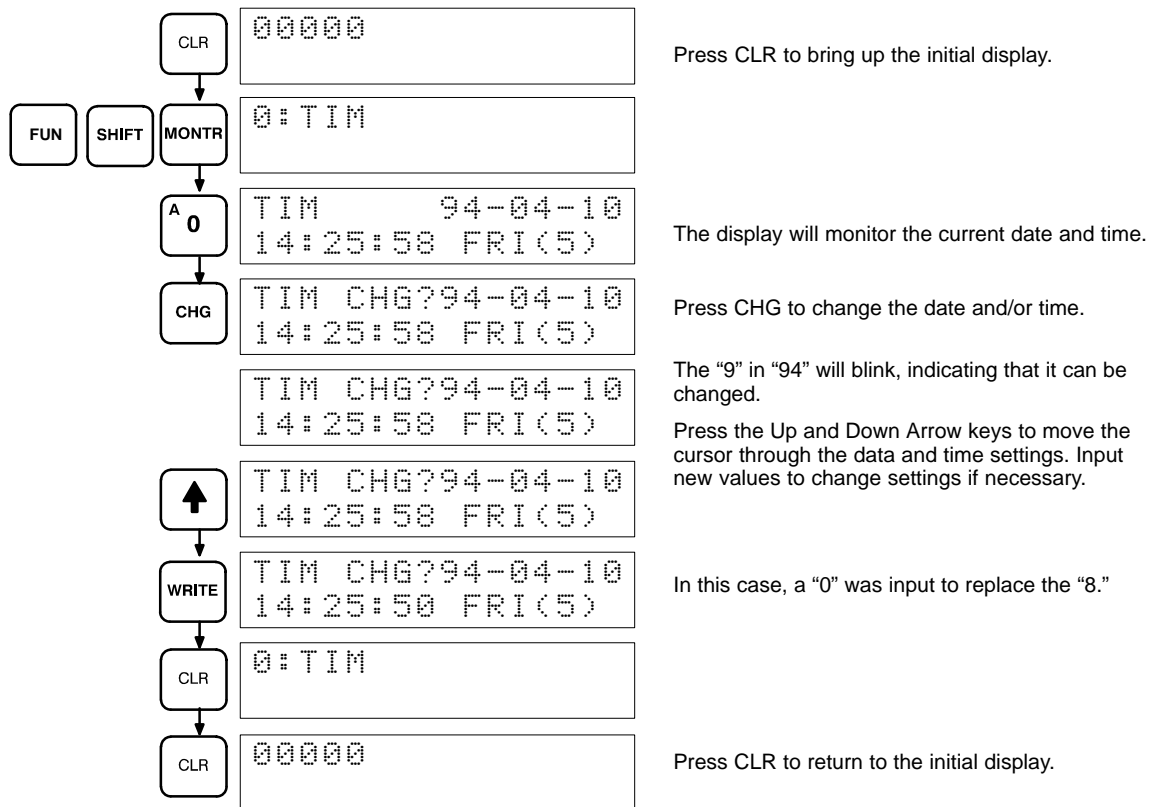 CLR
00000
Press CLR to bring up the initial display.
FUN
SHIFT
MONTR
0:TIM
A
0
TIM 94-04-10
14:25:58 FRI(5)
The display will monitor the current date and time.
CHG
TIM CHG?94-04-10
14:25:58 FRI(5)
Press CHG to change the date and/or time.
TIM CHG?94-04-10
14:25:58 FRI(5)
The “9” in “94” will blink, indicating that it can be
changed.
Press the Up and Down Arrow keys to move the
cursor through the data and time settings. Input
new values to change settings if necessary.
TIM CHG?94-04-10
14:25:58 FRI(5)
WRITE
TIM CHG?94-04-10
14:25:50 FRI(5)
In this case, a “0” was input to replace the “8.”
CLR
0:TIM
CLR
00000
Press CLR to return to the initial display.